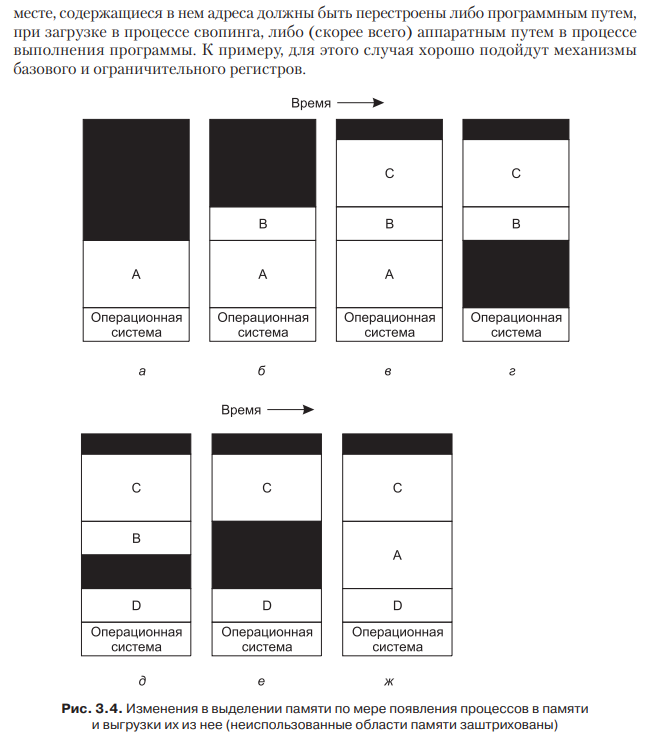 месте, содержащиеся в нем адреса должны быть перестроены либо программным путем,
при загрузке в процессе свопинга, либо (скорее всего) аппаратным путем в процессе
выполнения программы. К примеру, для этого случая хорошо подойдут механизмы
базового и ограничительного регистров.
Время
A
Операционная
система
B
A
Операционная
система
C
B
A
Операционная
система
C
B
Операционная
система
а б в г
Время
C
B
D
Операционная
система
C
D
Операционная
система
C
A
D
Операционная
система
д е ж
Рис. 3.4. Изменения в выделении памяти по мере появления процессов в памяти
и выгрузки их из нее (неиспользованные области памяти заштрихованы)